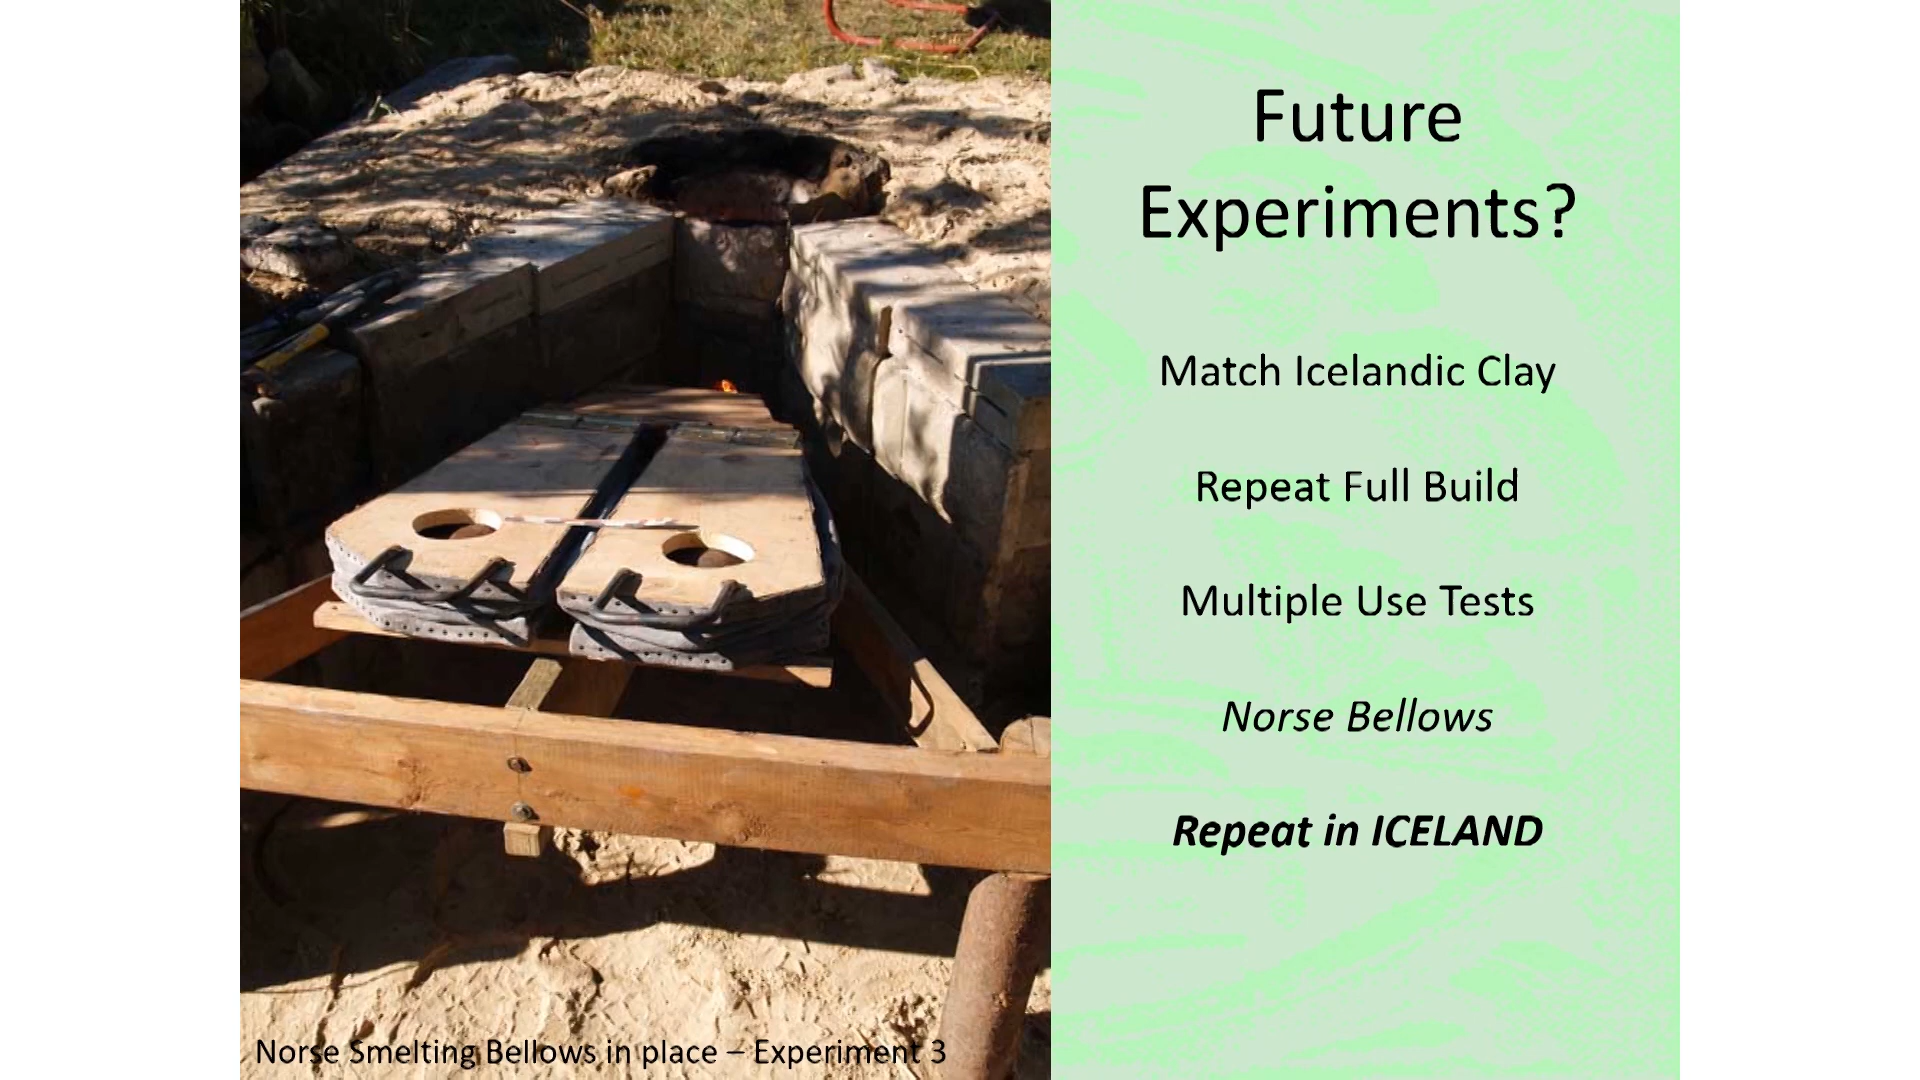 Future
Experiments?
Match Icelandic Clay
Repeat Full Build
Multiple Use Tests
Norse Bellows
Repeat in ICELAND
Norse Smelting Bellows in place – Experiment 3